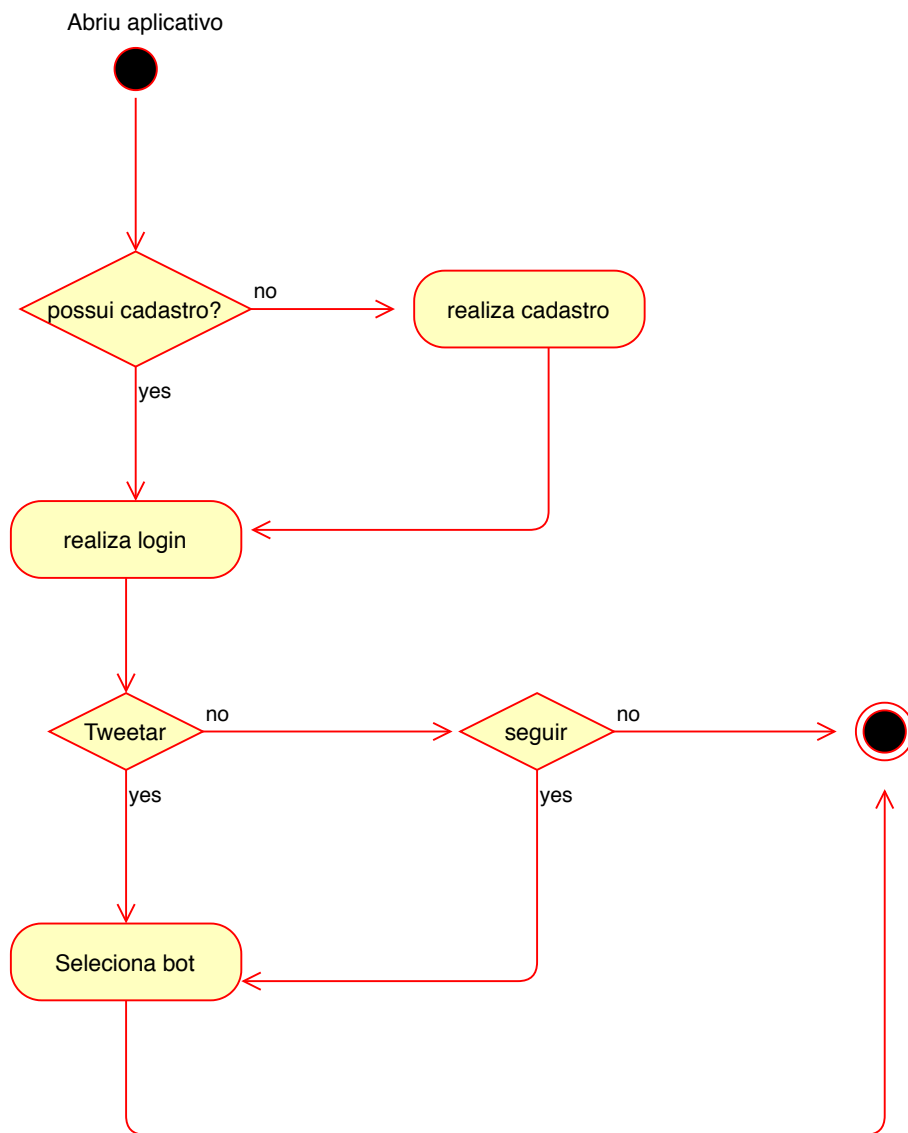 Abriu aplicativo
possui cadastro?
no
realiza cadastro
yes
realiza login
Tweetar
no
seguir
no
yes
yes
Seleciona bot